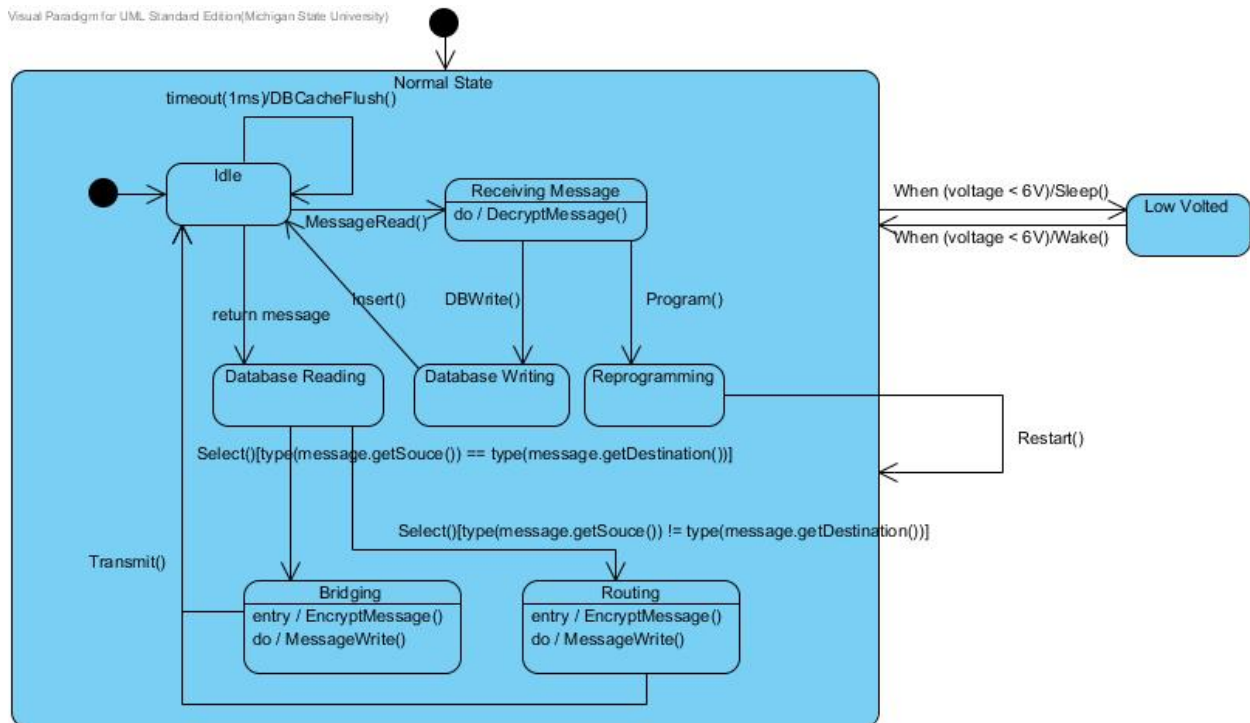 Visual Paradigm for UML Standard Edition(Michigan State University)
Normal State
timeout(1ms)/DBCacheFlush()
Idle
Receiving Message
do / DecryptMessage()
MessageRead()
When (voltage < 6V)/Sleep()
Low Volted
When (voltage < 6V)/Wake()
Insert()
DBWrite()
Program()
return message
Database Reading
Database Writing
Reprogramming
Restart()
Select()[type(message.getSouce()) == type(message.getDestination())]
Select()[type(message.getSouce()) != type(message.getDestination())]
Transmit()
Bridging
entry / EncryptMessage()
do / MessageWrite()
Routing
entry / EncryptMessage()
do / MessageWrite()